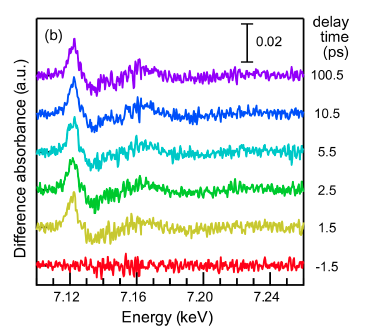 delay
time
(ps)
(b)
0.02
100.5
10.5
5.5
2.5
1.5
-1.5
Difference absorbance (a.u.)
7.12
7.16
7.20
7.24
Energy (keV)